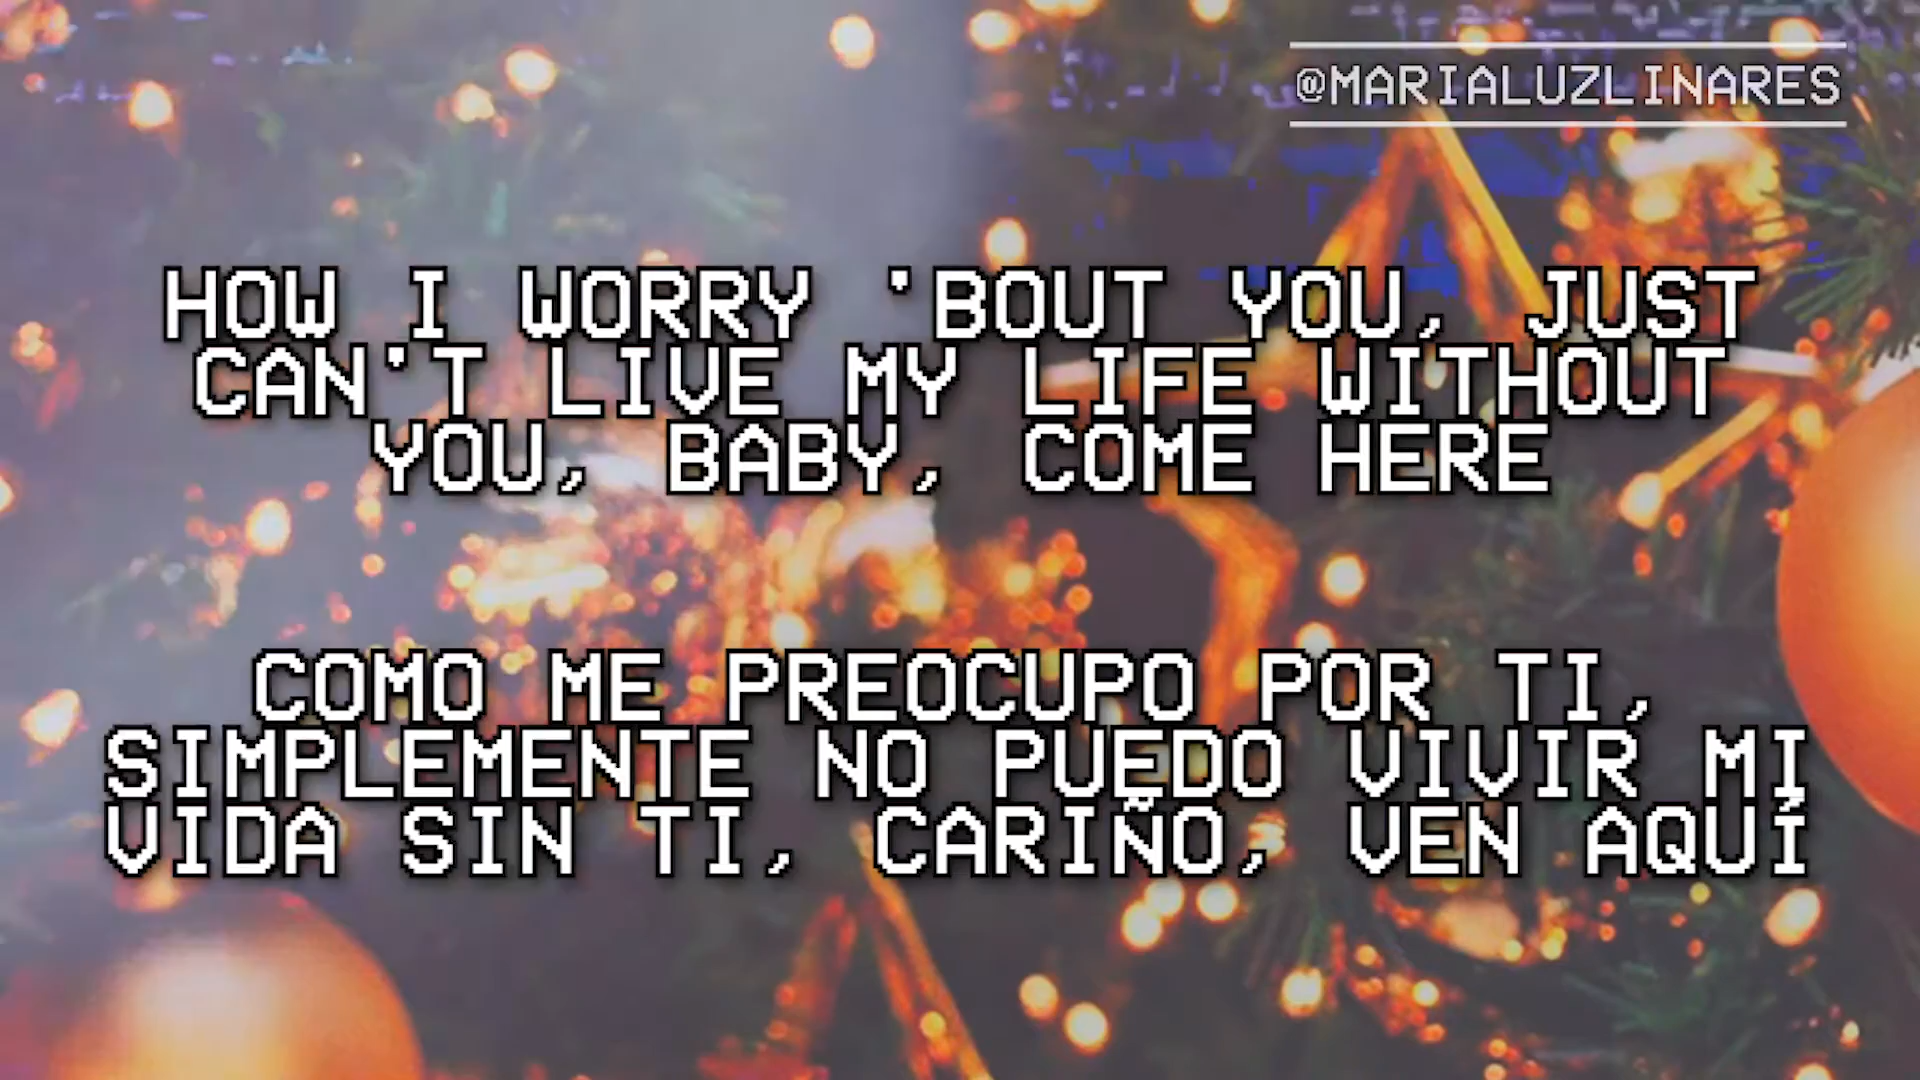 @MARIALUZLINARES
HOW I WORRY 'BOUT YOU, JUST
CAN'T LIVE MY LIFE WITHOUT
YOU, BABY, COME HERE
COMO ME PREOCUPO POR TI,
SIMPLEMENTE NO PUEDO VIVIR MI
VIDA SIN TI, CARIÑO, VEN AQUÍ